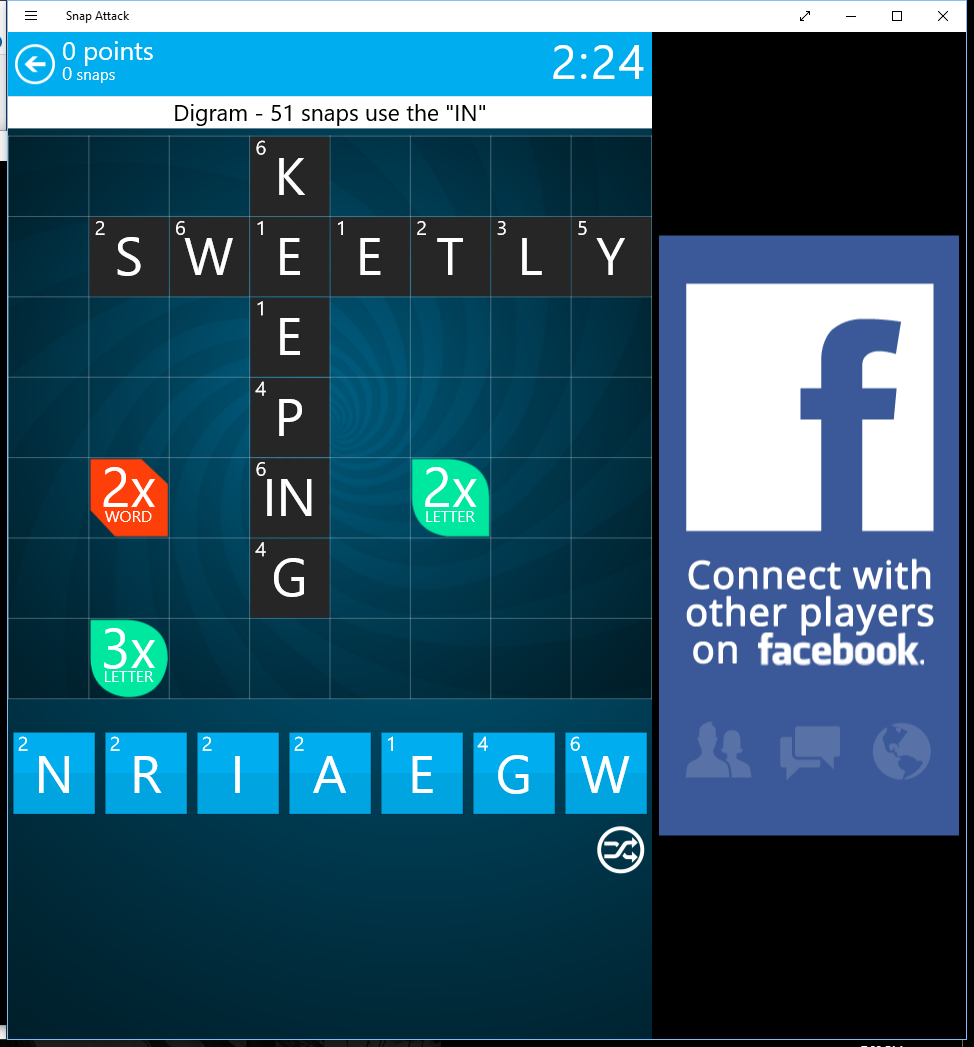 Snap Attack
0 points
0 snaps
2:24
Digram - 51 snaps use the "IN"
6 K
2 S 6 W 1 E 1 E 2 T 3 L 5 Y
1 E
4 P
2x WORD 6 IN 2x LETTER
4 G
3x LETTER
2 N 2 R 2 I 2 A 1 E 4 G 6 W
f
Connect with
other players
on facebook.